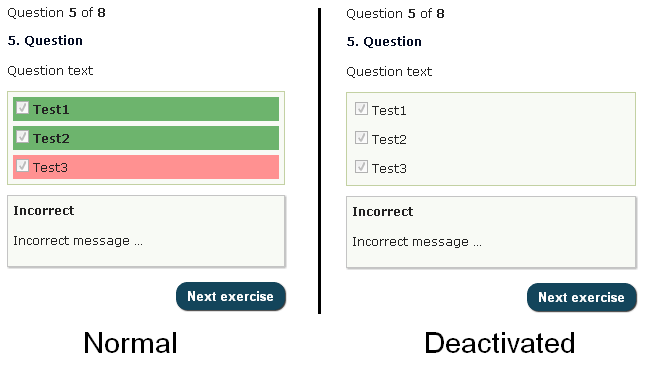 Question 5 of 8
5. Question
Question text
Test1
Test2
Test3
Incorrect
Incorrect message ...
Next exercise
Normal
Question 5 of 8
5. Question
Question text
Test1
Test2
Test3
Incorrect
Incorrect message ...
Next exercise
Deactivated